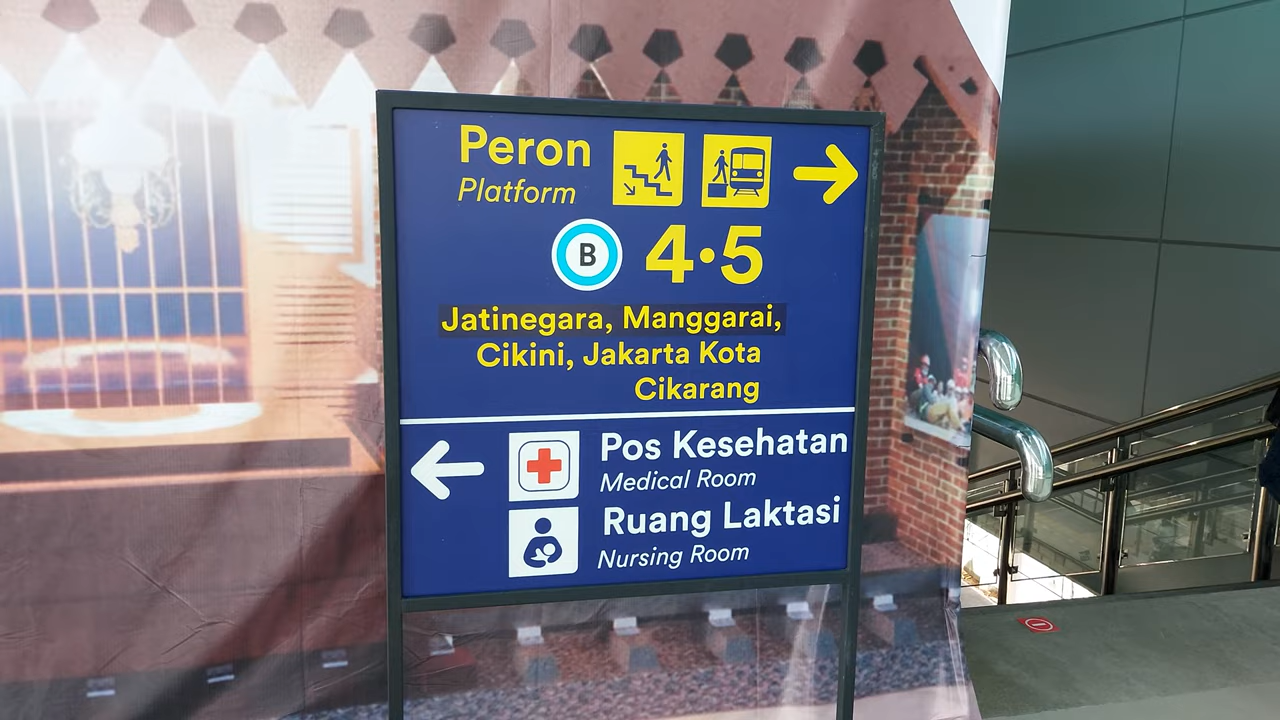 Peron
Platform
B 4·5
Jatinegara, Manggarai,
Cikini, Jakarta Kota
Cikarang
Pos Kesehatan
Medical Room
Ruang Laktasi
Nursing Room